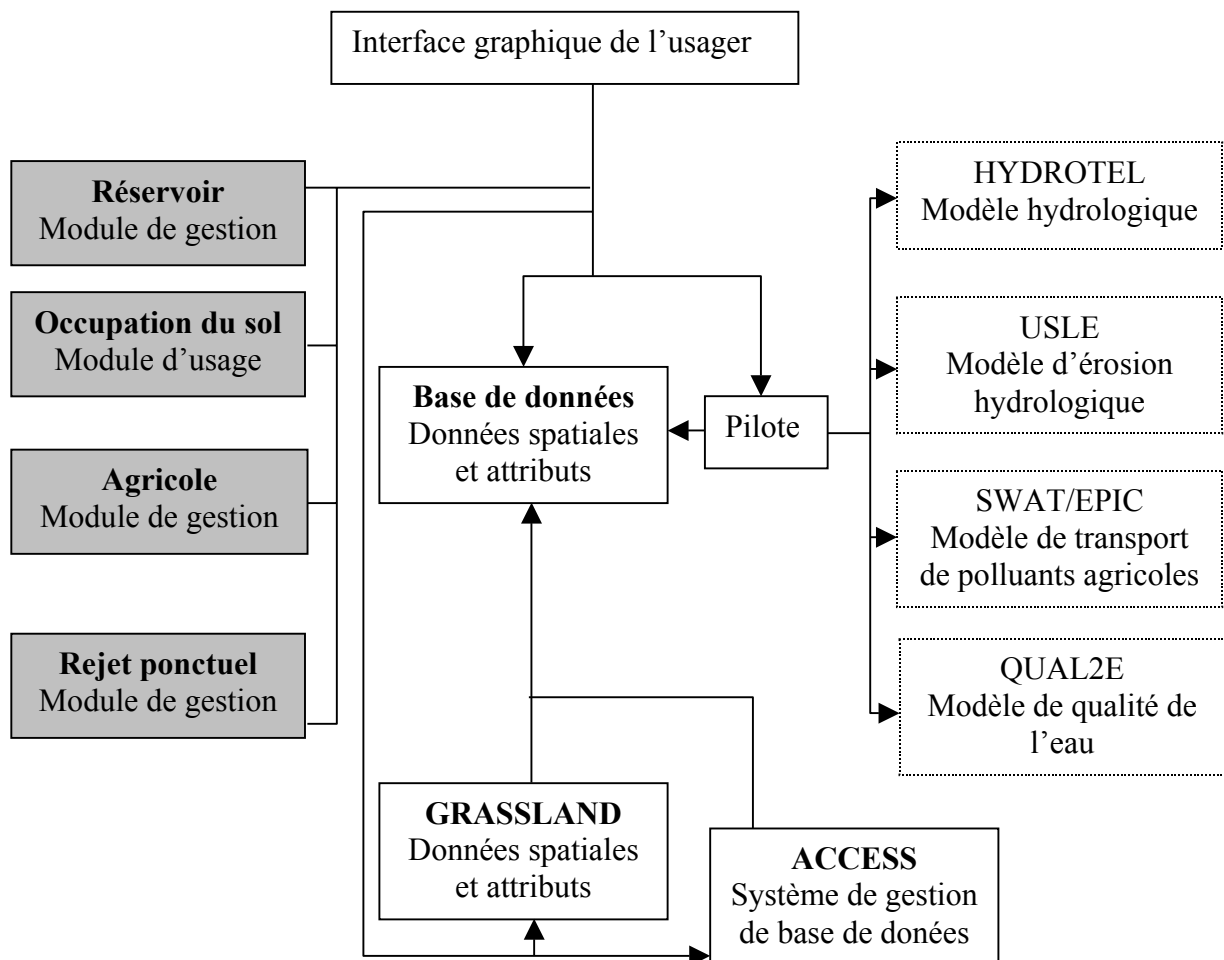 Interface graphique de l’usager
Réservoir
Module de gestion
Occupation du sol
Module d’usage
Agricole
Module de gestion
Rejet ponctuel
Module de gestion
Base de données
Données spatiales
et attributs
Pilote
HYDROTEL
Modèle hydrologique
USLE
Modèle d’érosion
hydrologique
SWAT/EPIC
Modèle de transport
de polluants agricoles
QUAL2E
Modèle de qualité de
l’eau
GRASSLAND
Données spatiales
et attributs
ACCESS
Système de gestion
de base de donées